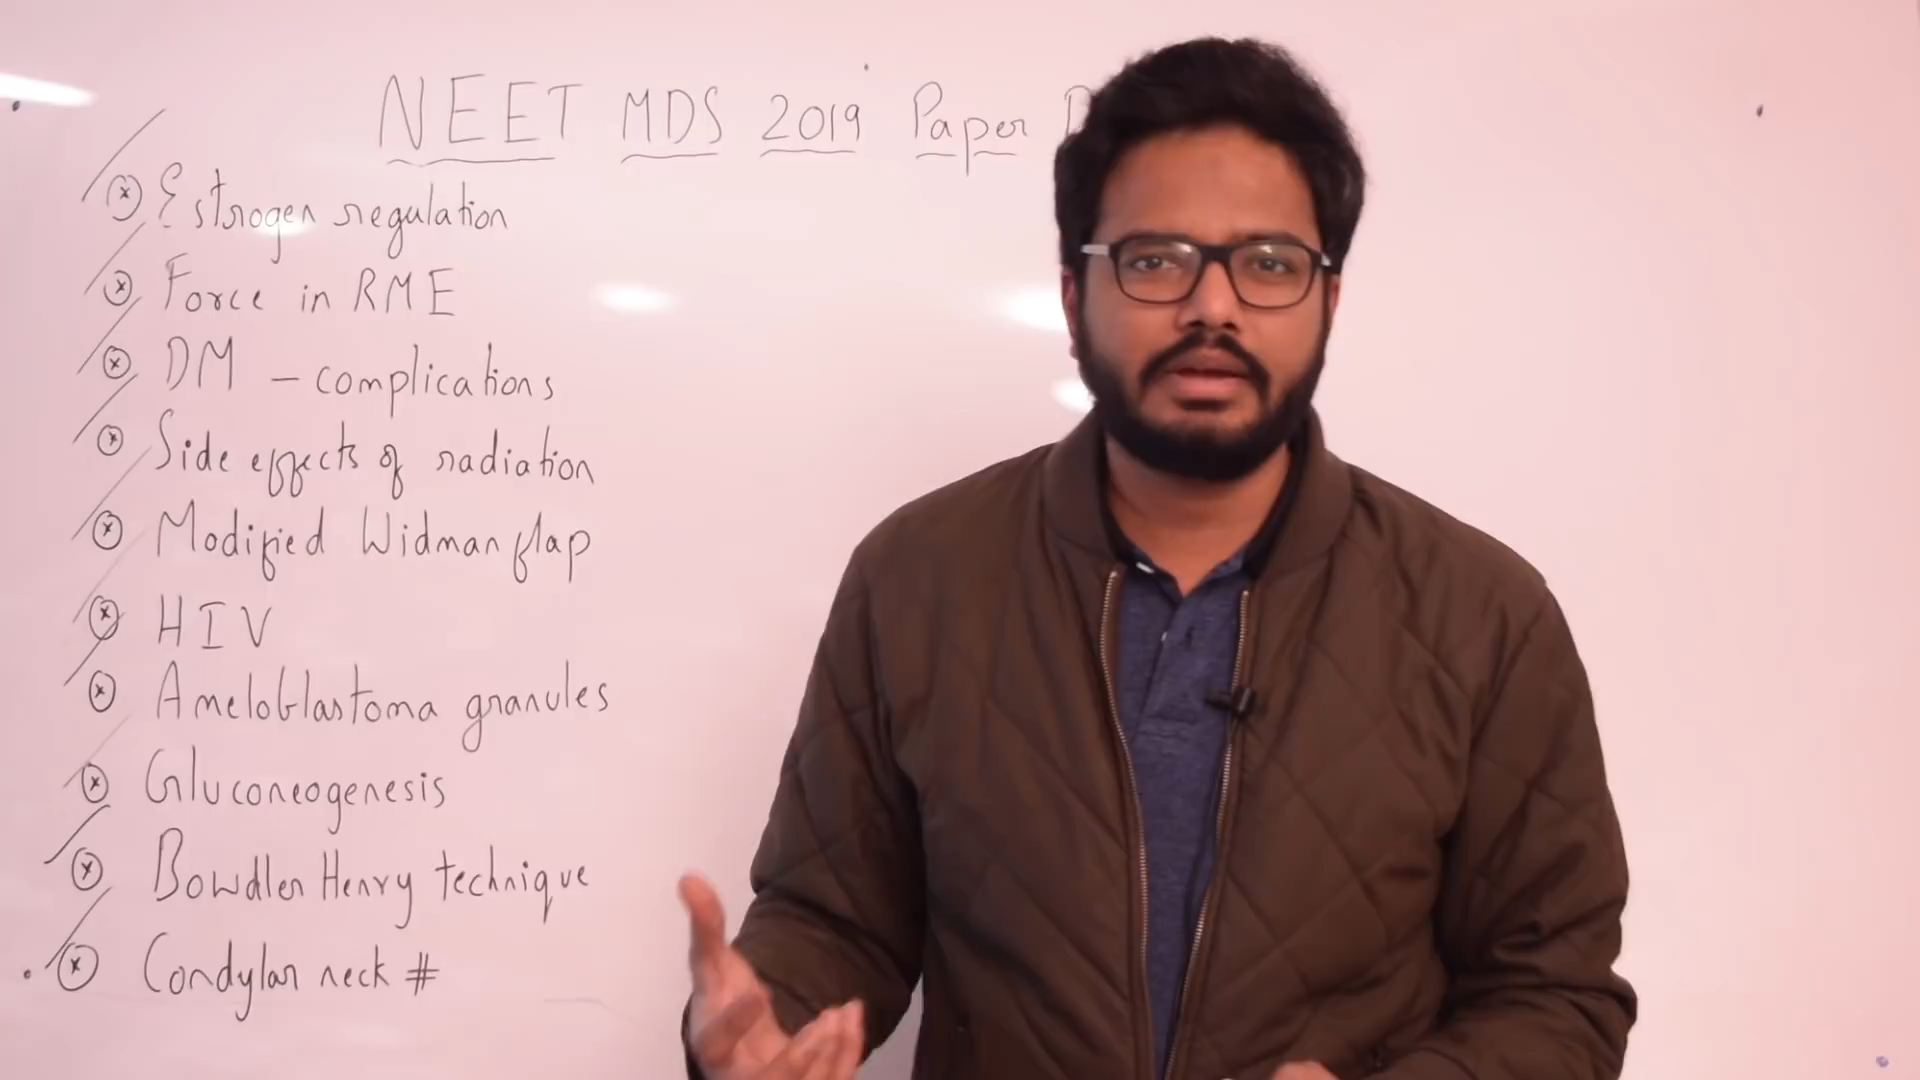 NEET MDS 2019 Paper
Estrogen regulation
Force in RME
DM - complications
Side effects of radiation
Modified Widman flap
HIV
Ameloblastoma granules
Gluconeogenesis
Bowdler Henry technique
Condylar neck #